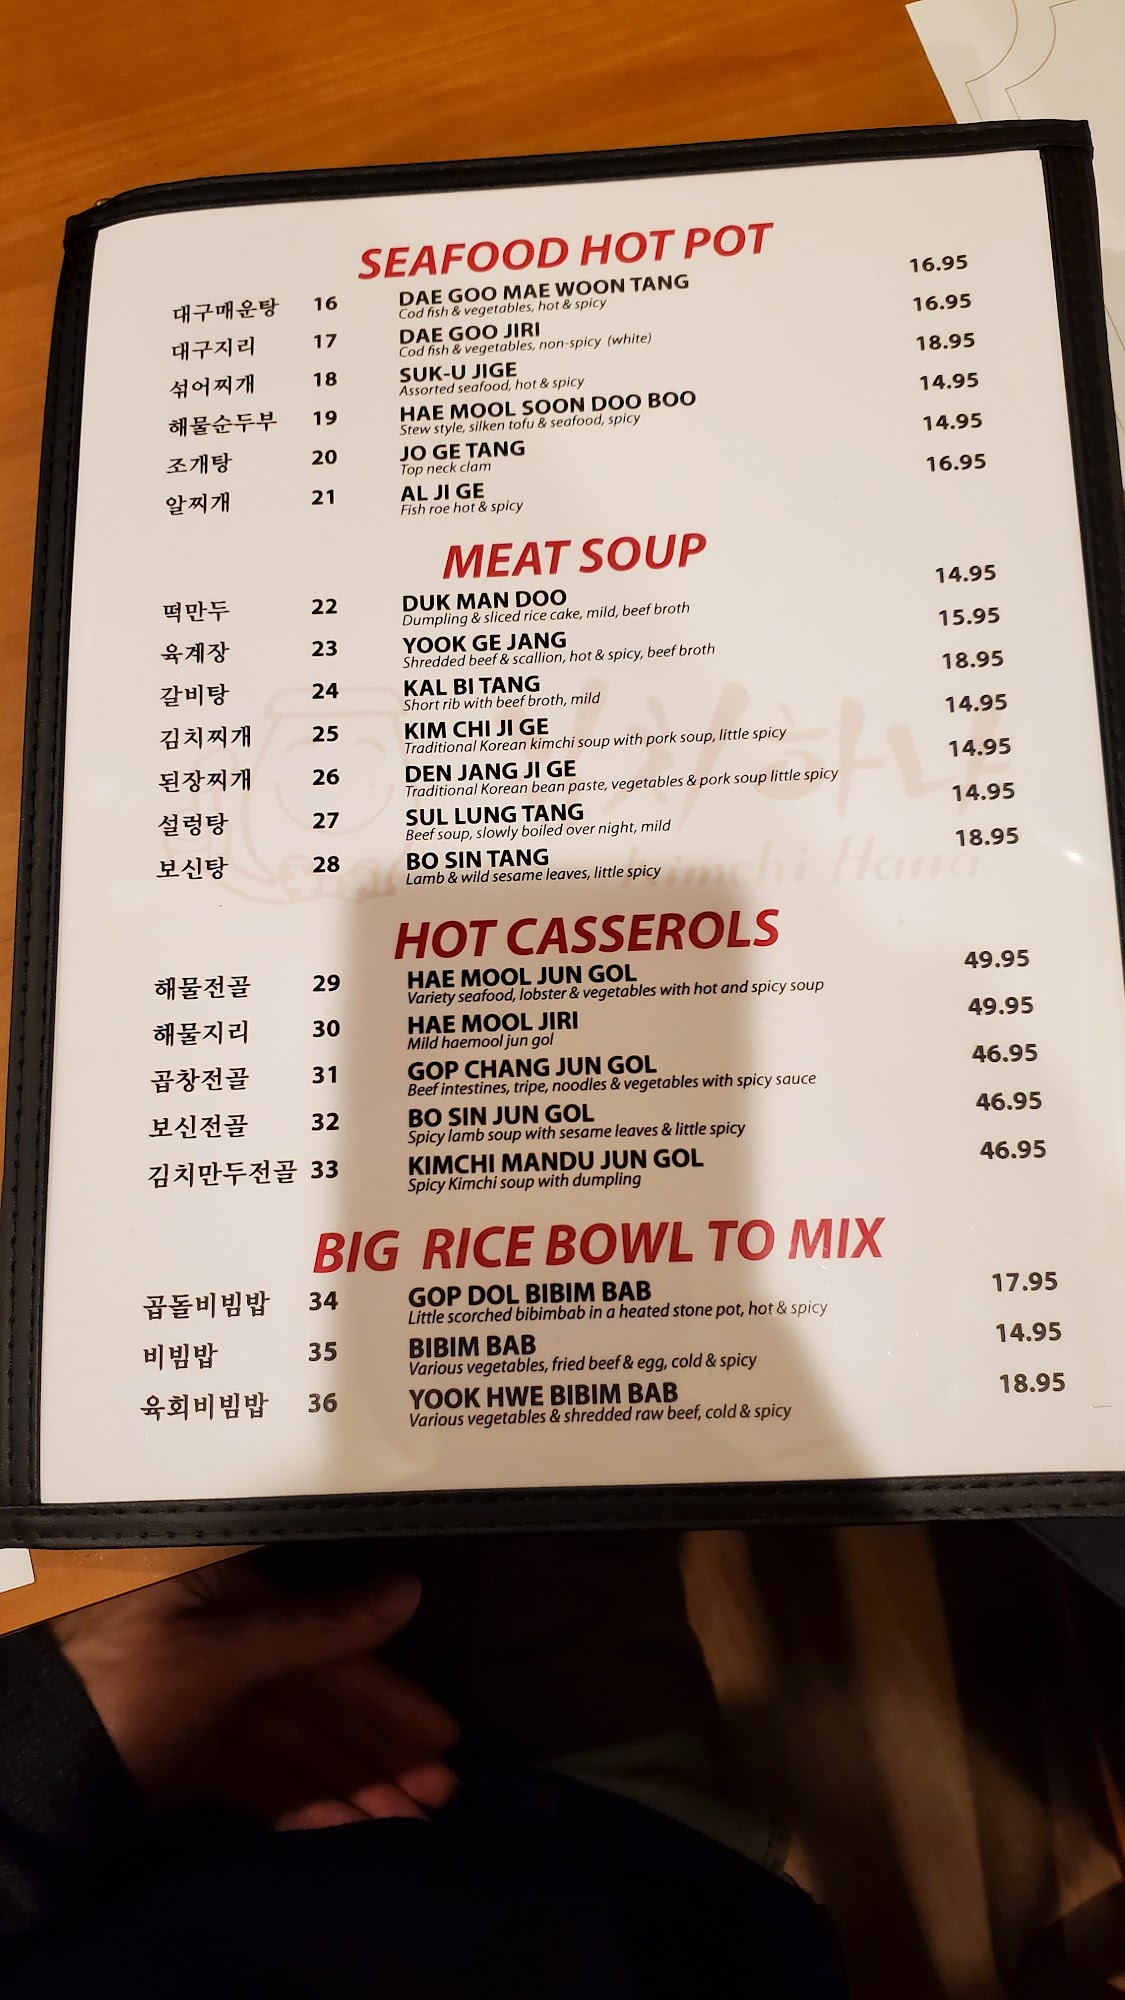 SEAFOOD HOT POT
대구매운탕 16 DAE GOO MAE WOON TANG 16.95
Cod fish & vegetables, hot & spicy
대구지리 17 DAE GOO JIRI 16.95
Cod fish & vegetables, non-spicy (white)
섞어찌개 18 SUK-U JIGE 18.95
Assorted seafood, hot & spicy
해물순두부 19 HAE MOOL SOON DOO BOO 14.95
Stew style, silken tofu & seafood, spicy
조개탕 20 JO GE TANG 14.95
Top neck clam
알찌개 21 AL JI GE 16.95
Fish roe hot & spicy
MEAT SOUP
떡만두 22 DUK MAN DOO 14.95
Dumpling & sliced rice cake, mild, beef broth
육계장 23 YOOK GE JANG 15.95
Shredded beef & scallion, hot & spicy, beef broth
갈비탕 24 KAL BI TANG 18.95
Short rib with beef broth, mild
김치찌개 25 KIM CHI JI GE 14.95
Traditional Korean kimchi soup with pork soup, little spicy
된장찌개 26 DEN JANG JI GE 14.95
Traditional Korean bean paste, vegetables & pork soup little spicy
설렁탕 27 SUL LUNG TANG 14.95
Beef soup, slowly boiled over night, mild
보신탕 28 BO SIN TANG 18.95
Lamb & wild sesame leaves, little spicy
김치하나
Kimchi Hana
HOT CASSEROLS
해물전골 29 HAE MOOL JUN GOL 49.95
Variety seafood, lobster & vegetables with hot and spicy soup
해물지리 30 HAE MOOL JIRI 49.95
Mild haemool jun gol
곱창전골 31 GOP CHANG JUN GOL 46.95
Beef intestines, tripe, noodles & vegetables with spicy sauce
보신전골 32 BO SIN JUN GOL 46.95
Spicy lamb soup with sesame leaves & little spicy
김치만두전골 33 KIMCHI MANDU JUN GOL 46.95
Spicy Kimchi soup with dumpling
BIG RICE BOWL TO MIX
곱돌비빔밥 34 GOP DOL BIBIM BAB 17.95
Little scorched bibimbab in a heated stone pot, hot & spicy
비빔밥 35 BIBIM BAB 14.95
Various vegetables, fried beef & egg, cold & spicy
육회비빔밥 36 YOOK HWE BIBIM BAB 18.95
Various vegetables & shredded raw beef, cold & spicy